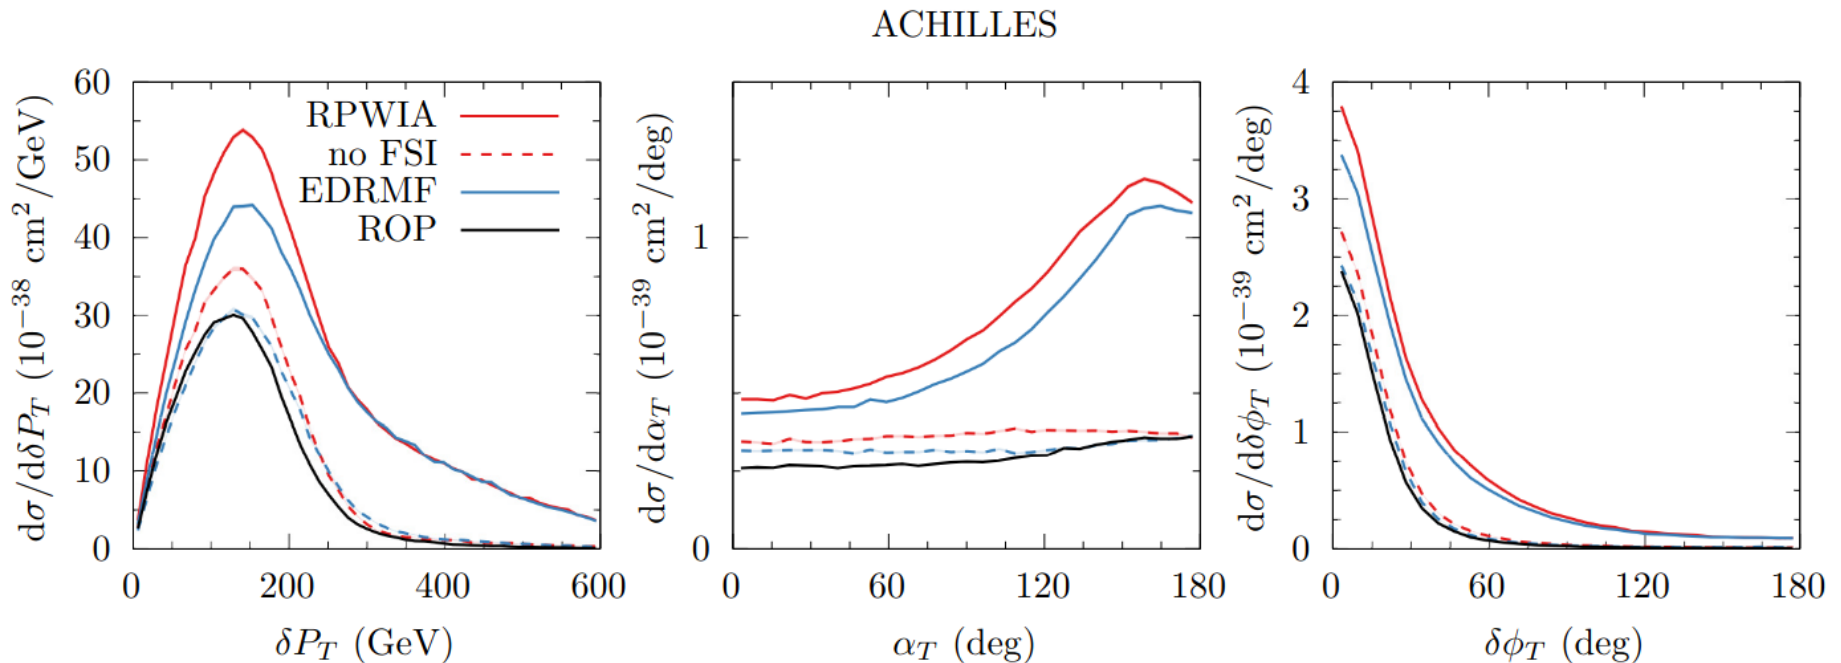 ACHILLES
dσ/dδP_T (10^−38 cm^2/GeV)
60
50
40
30
20
10
0
RPWIA
no FSI
EDRMF
ROP
0 200 400 600
δP_T (GeV)
dσ/dα_T (10^−39 cm^2/deg)
1
0
0 60 120 180
α_T (deg)
dσ/dδϕ_T (10^−39 cm^2/deg)
4
3
2
1
0
0 60 120 180
δϕ_T (deg)